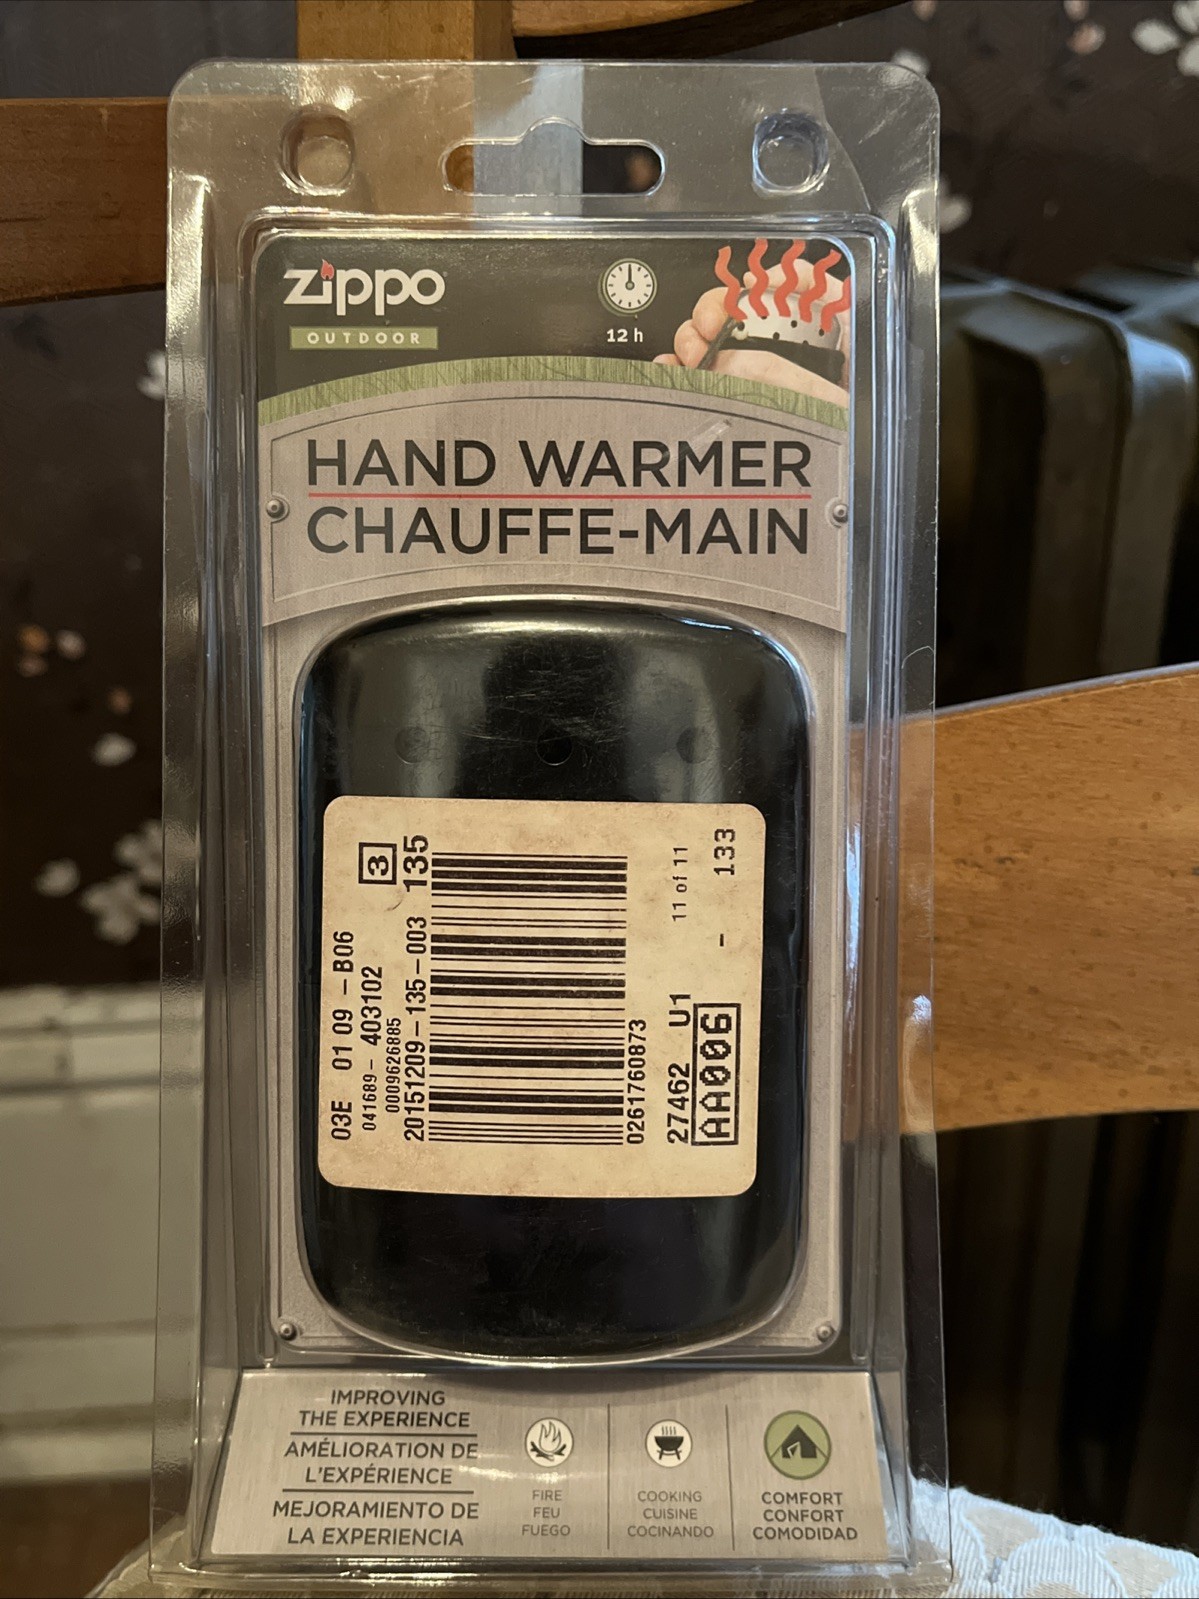 zippo
OUTDOOR
12 h
HAND WARMER
CHAUFFE-MAIN
03E 01 09 -B06
3
041689- 403102
0009626885
20151209-135-003 135
0261760873
11 of 11
27462 U1
AA006
- 133
IMPROVING
THE EXPERIENCE
AMÉLIORATION DE
L'EXPÉRIENCE
MEJORAMIENTO DE
LA EXPERIENCIA
FIRE
FEU
FUEGO
COOKING
CUISINE
COCINANDO
COMFORT
CONFORT
COMODIDAD